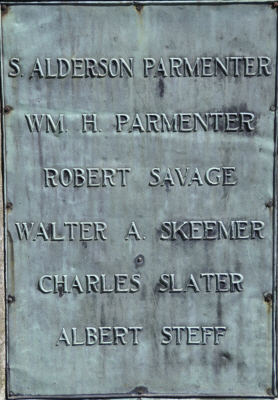 S. ALDERSON PARMENTER
WM. H. PARMENTER
ROBERT SAVAGE
WALTER A. SKEEMER
CHARLES SLATER
ALBERT STEFF